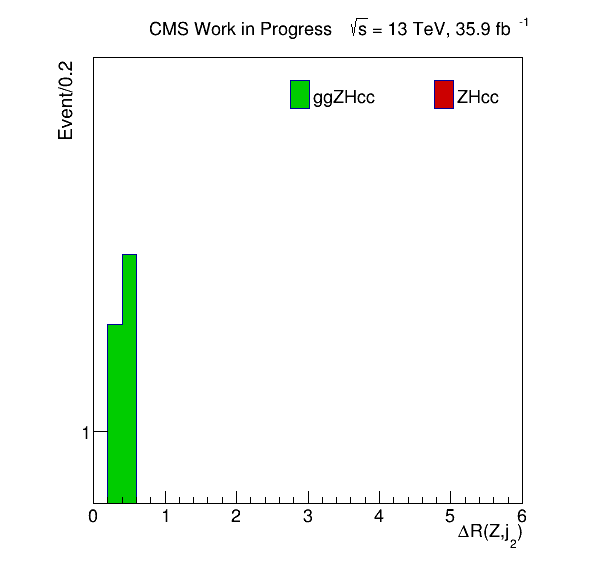 CMS Work in Progress √s = 13 TeV, 35.9 fb⁻¹
Event/0.2
ggZHcc ZHcc
1
0 1 2 3 4 5 6
ΔR(Z,j₂)